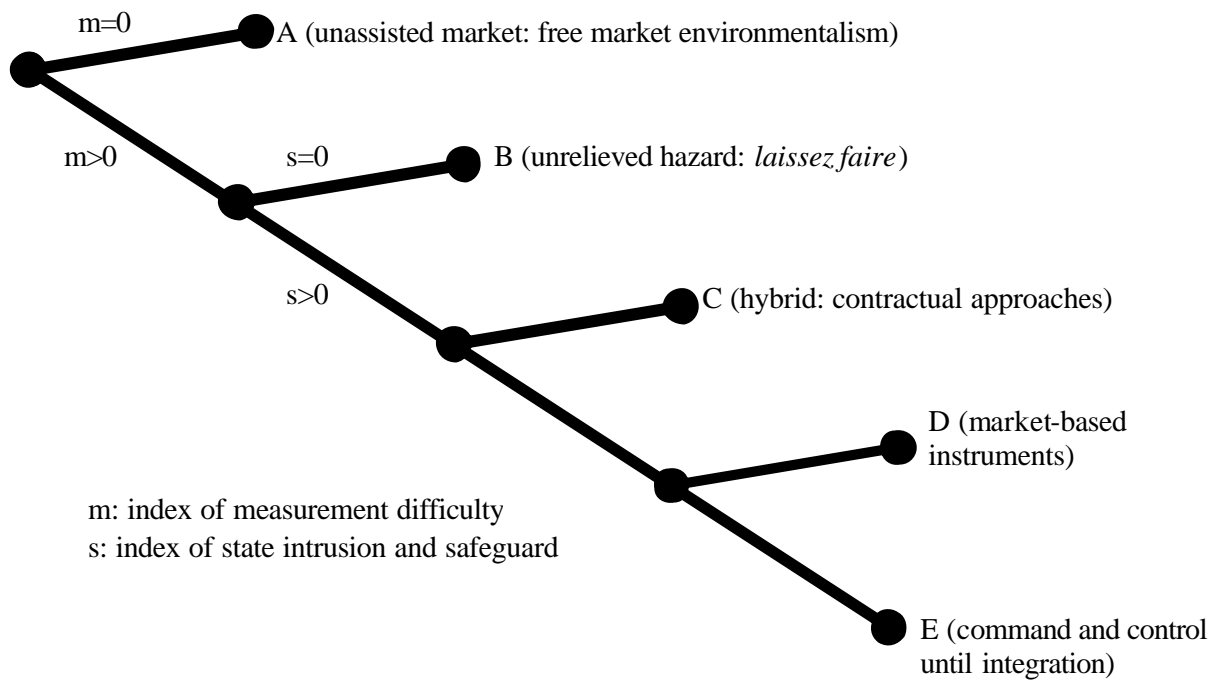 m=0
A (unassisted market: free market environmentalism)
m>0
s=0
B (unrelieved hazard: laissez faire)
s>0
C (hybrid: contractual approaches)
D (market-based
instruments)
m: index of measurement difficulty
s: index of state intrusion and safeguard
E (command and control
until integration)